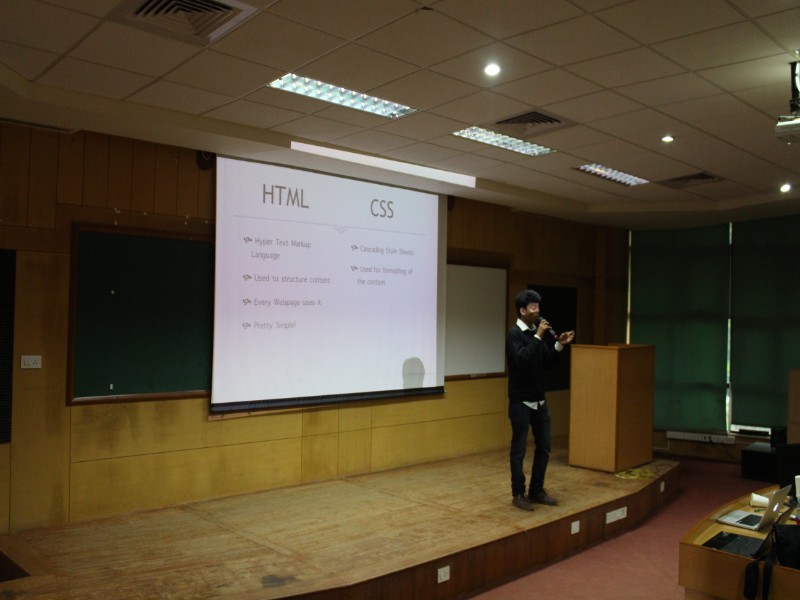 HTML
Hyper Text Markup
Language
Used to structure content
Every Webpage uses it
Pretty Simple!
CSS
Cascading Style Sheets
Used for formatting of
the content